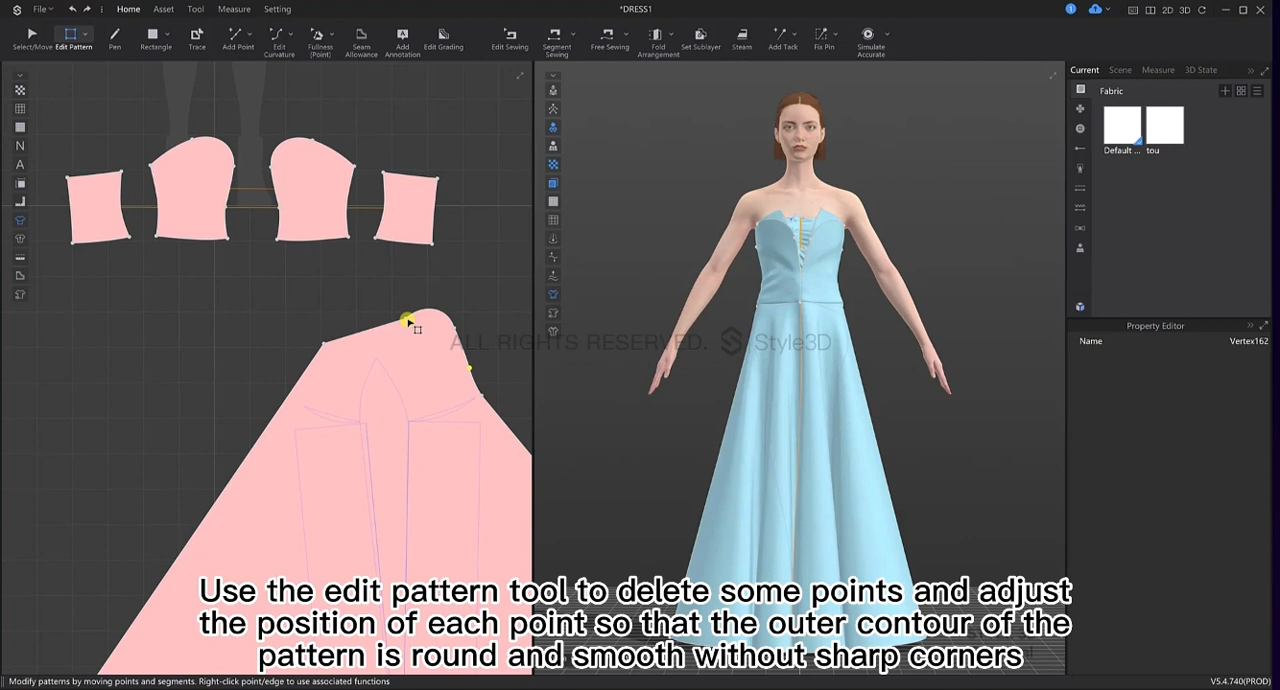 File
Home
Asset
Tool
Measure
Setting
*DRESS1
1
2D
3D
Select/Move
Edit Pattern
Pen
Rectangle
Trace
Add Point
Edit
Curvature
Fullness
(Point)
Seam
Allowance
Add
Annotation
Edit Grading
Edit Sewing
Segment
Sewing
Free Sewing
Fold
Arrangement
Set Sublayer
Steam
Add Tack
Fix Pin
Simulate
Accurate
Current
Scene
Measure
3D State
Fabric
Default ...
tou
Property Editor
Name
Vertex162
ALL RIGHTS RESERVED. Style3D
Use the edit pattern tool to delete some points and adjust
the position of each point so that the outer contour of the
pattern is round and smooth without sharp corners
Modify patterns by moving points and segments. Right-click point/edge to use associated functions
V5.4.740(PROD)